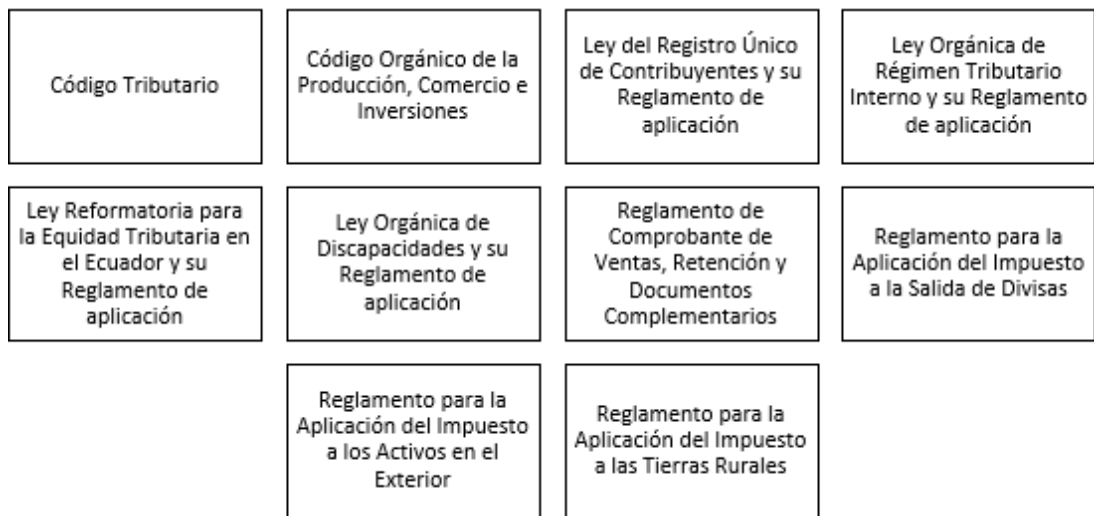 Código Tributario
Código Orgánico de la
Producción, Comercio e
Inversiones
Ley del Registro Único
de Contribuyentes y su
Reglamento de
aplicación
Ley Orgánica de
Régimen Tributario
Interno y su Reglamento
de aplicación
Ley Reformatoria para
la Equidad Tributaria en
el Ecuador y su
Reglamento de
aplicación
Ley Orgánica de
Discapacidades y su
Reglamento de
aplicación
Reglamento de
Comprobante de
Ventas, Retención y
Documentos
Complementarios
Reglamento para la
Aplicación del Impuesto
a la Salida de Divisas
Reglamento para la
Aplicación del Impuesto
a los Activos en el
Exterior
Reglamento para la
Aplicación del Impuesto
a las Tierras Rurales